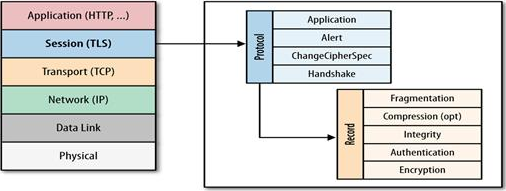 Application (HTTP, ...)
Session (TLS)
Transport (TCP)
Network (IP)
Data Link
Physical
Protocol
Application
Alert
ChangeCipherSpec
Handshake
Record
Fragmentation
Compression (opt)
Integrity
Authentication
Encryption